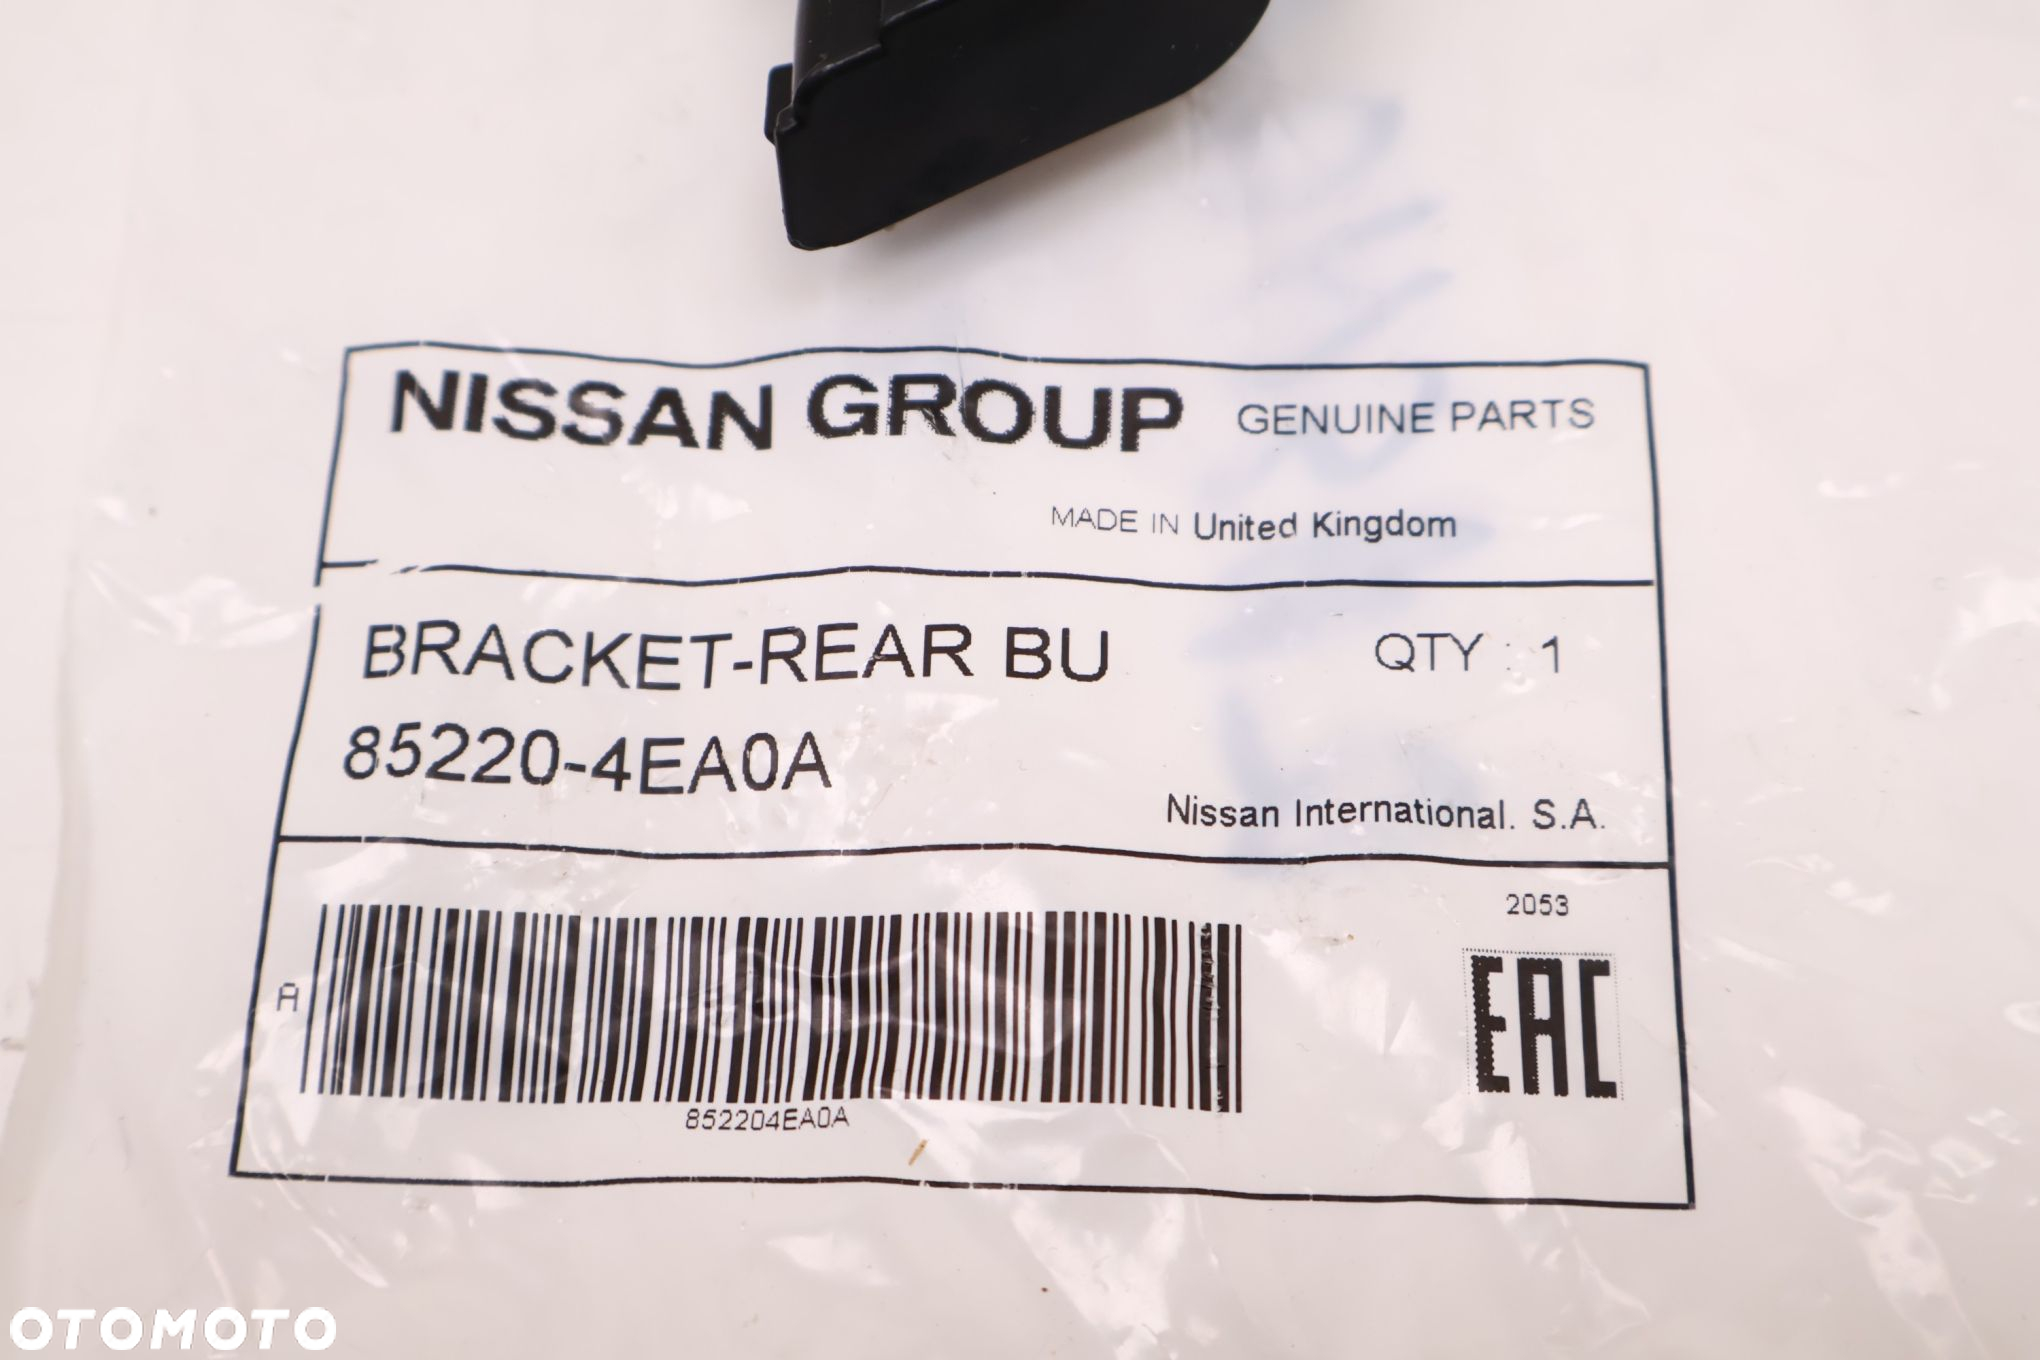 NISSAN GROUP GENUINE PARTS
MADE IN United Kingdom
BRACKET-REAR BU QTY : 1
85220-4EA0A
Nissan International. S.A.
2053
A
EAC
852204EA0A
OTOMOTO